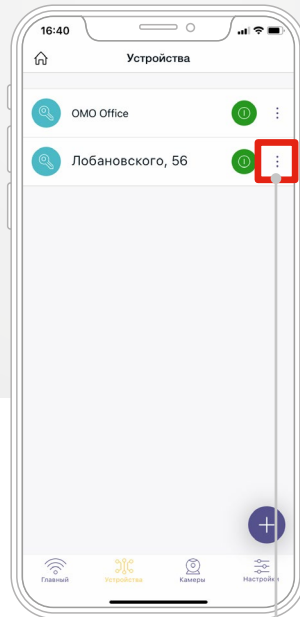 16:40
Устройства
OMO Office
Лобановского, 56
Главный
Устройства
Камеры
Настройки